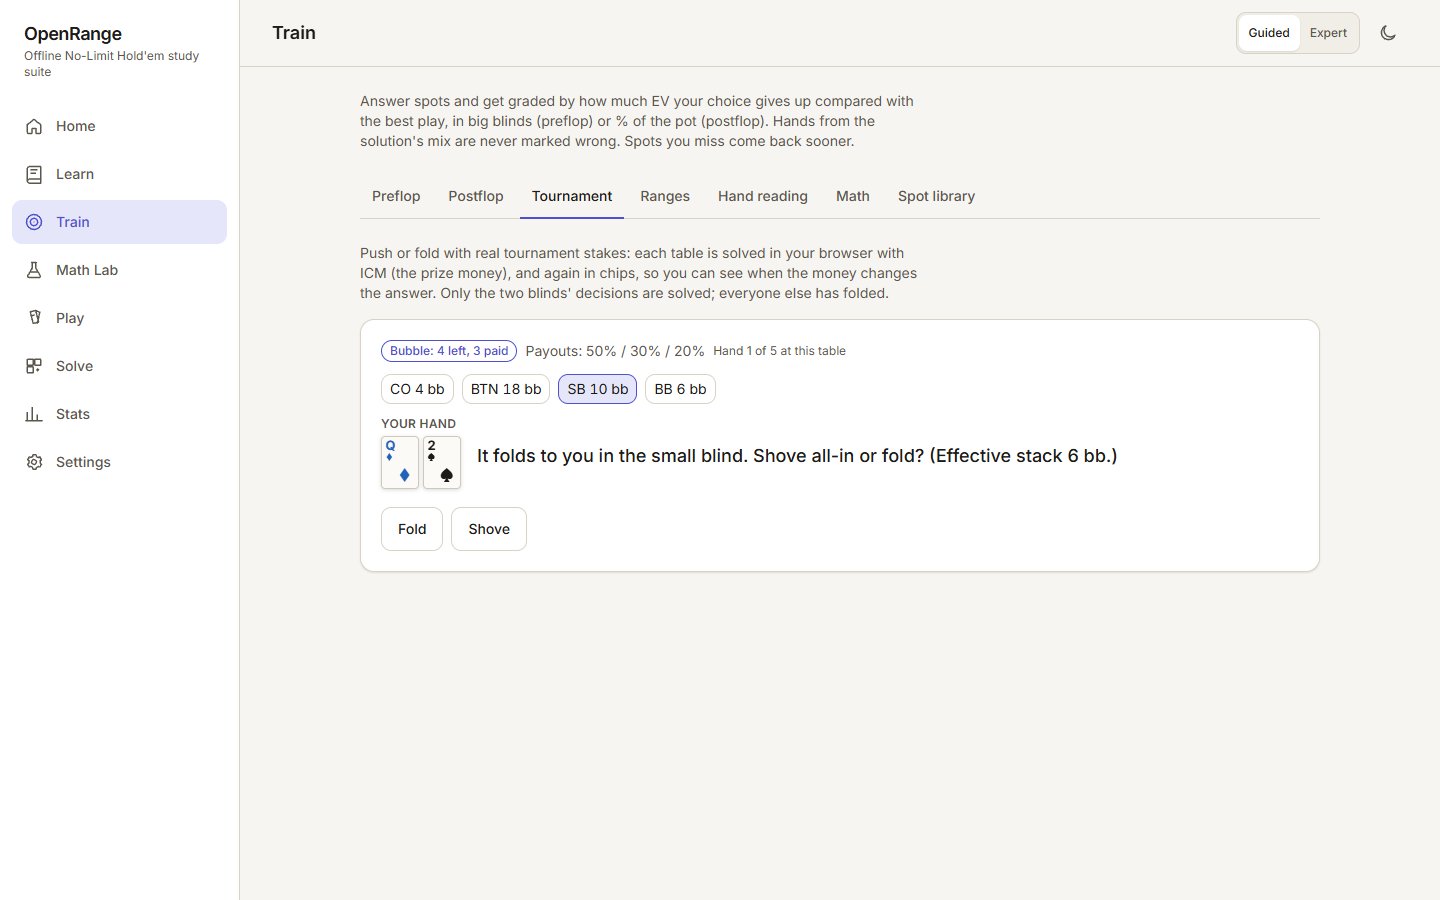 OpenRange
Offline No-Limit Hold'em study
suite
Home
Learn
Train
Math Lab
Play
Solve
Stats
Settings
Train
Guided
Expert
Answer spots and get graded by how much EV your choice gives up compared with
the best play, in big blinds (preflop) or % of the pot (postflop). Hands from the
solution's mix are never marked wrong. Spots you miss come back sooner.
Preflop
Postflop
Tournament
Ranges
Hand reading
Math
Spot library
Push or fold with real tournament stakes: each table is solved in your browser with
ICM (the prize money), and again in chips, so you can see when the money changes
the answer. Only the two blinds' decisions are solved; everyone else has folded.
Bubble: 4 left, 3 paid
Payouts: 50% / 30% / 20%
Hand 1 of 5 at this table
CO 4 bb
BTN 18 bb
SB 10 bb
BB 6 bb
YOUR HAND
Q♦
♦
2♠
♠
It folds to you in the small blind. Shove all-in or fold? (Effective stack 6 bb.)
Fold
Shove